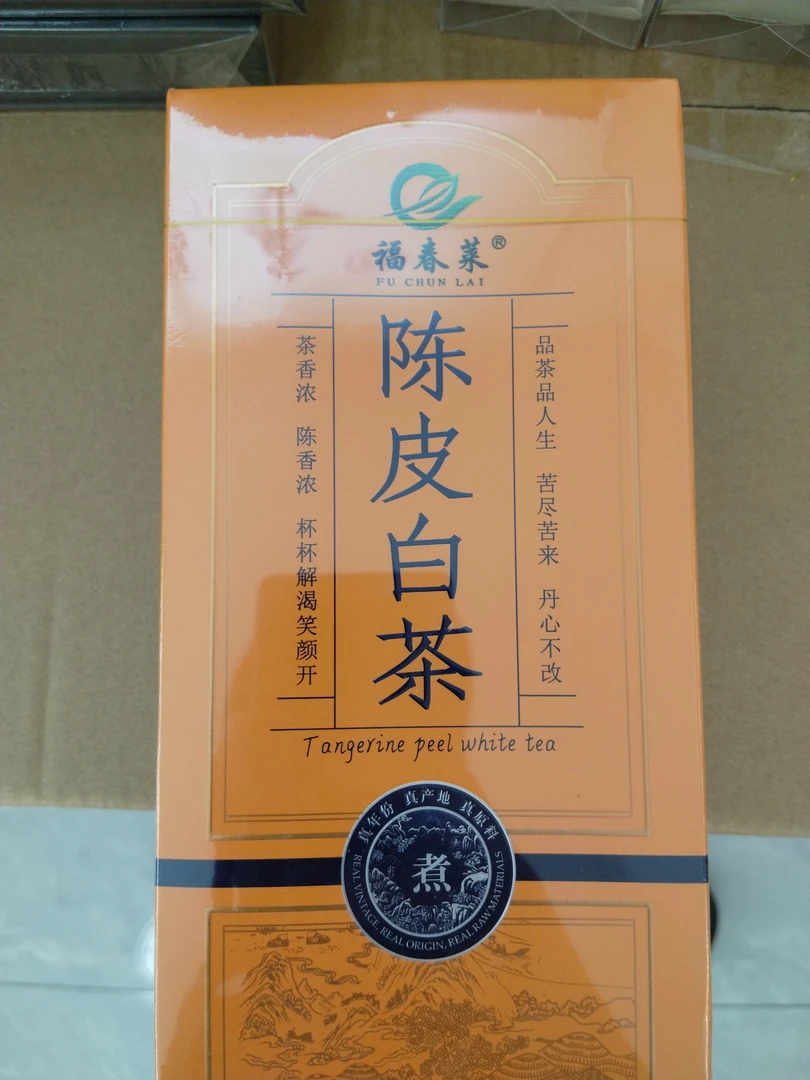 福春莱®
FU CHUN LAI
陈皮白茶
品茶品人生 苦尽苦来 丹心不改
茶香浓 陈香浓 杯杯解渴笑颜开
Tangerine peel white tea
真年份 真产地 真原料
煮
REAL VINTAGE, REAL ORIGIN, REAL RAW MATERIALS